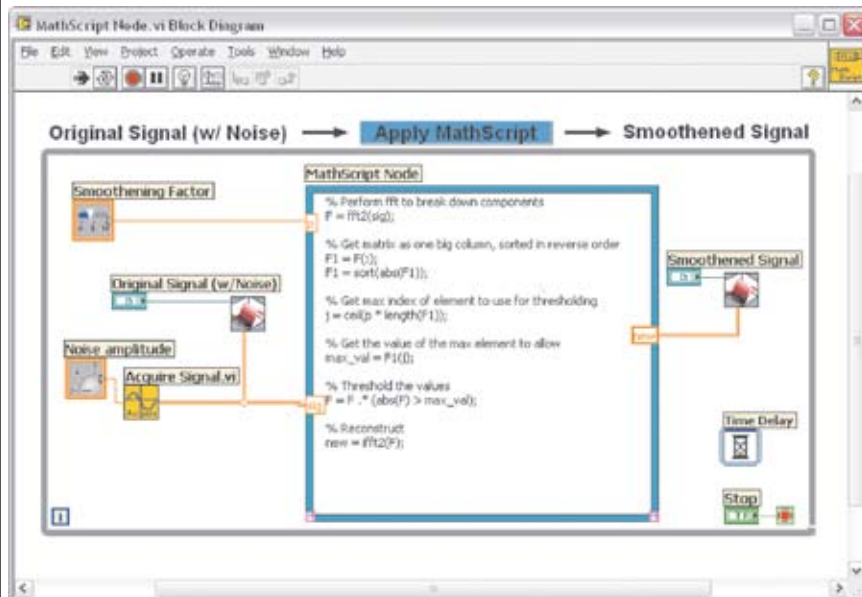 MathScript Node.vi Block Diagram
File Edit View Project Operate Tools Window Help
Original Signal (w/ Noise) → Apply MathScript → Smoothened Signal
MathScript Node
Smoothening Factor
% Perform fft to break down components
F = fft2(sig);
% Get matrix as one big column, sorted in reverse order
F1 = F(:);
F1 = sort(abs(F1));
Original Signal (w/Noise)
Smoothened Signal
% Get max index of element to use for thresholding
j = ceil(p * length(F1));
Noise amplitude
% Get the value of the max element to allow
max_val = F1(j);
Acquire Signal.vi
sig
% Threshold the values
F = F .* (abs(F) > max_val);
% Reconstruct
new = ifft2(F);
Time Delay
Stop
TF
i